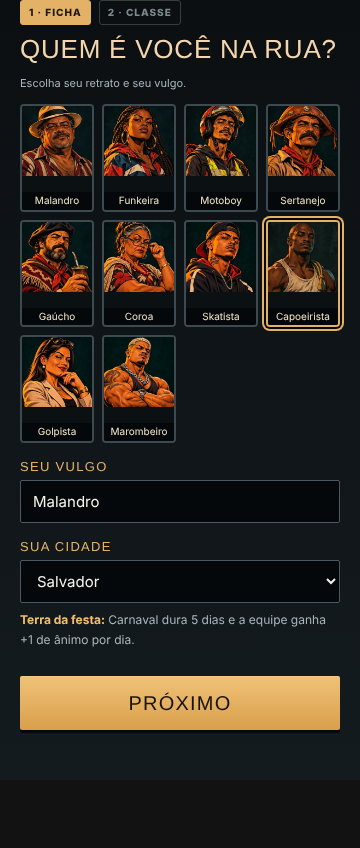 1 · FICHA
2 · CLASSE
QUEM É VOCÊ NA RUA?
Escolha seu retrato e seu vulgo.
Malandro
Funkeira
Motoboy
Sertanejo
Gaúcho
Coroa
Skatista
Capoeirista
Golpista
Marombeiro
SEU VULGO
Malandro
SUA CIDADE
Salvador
Terra da festa: Carnaval dura 5 dias e a equipe ganha
+1 de ânimo por dia.
PRÓXIMO